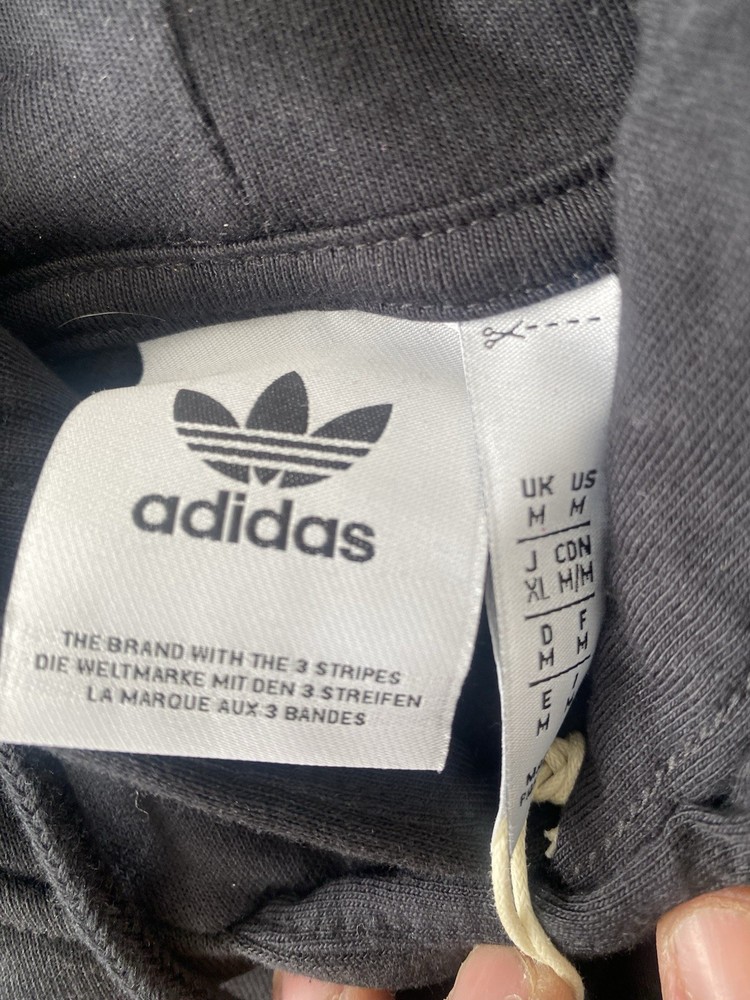 adidas
THE BRAND WITH THE 3 STRIPES
DIE WELTMARKE MIT DEN 3 STREIFEN
LA MARQUE AUX 3 BANDES
UK US
M M
J CDN
XL M/M
D F
M M
E
M